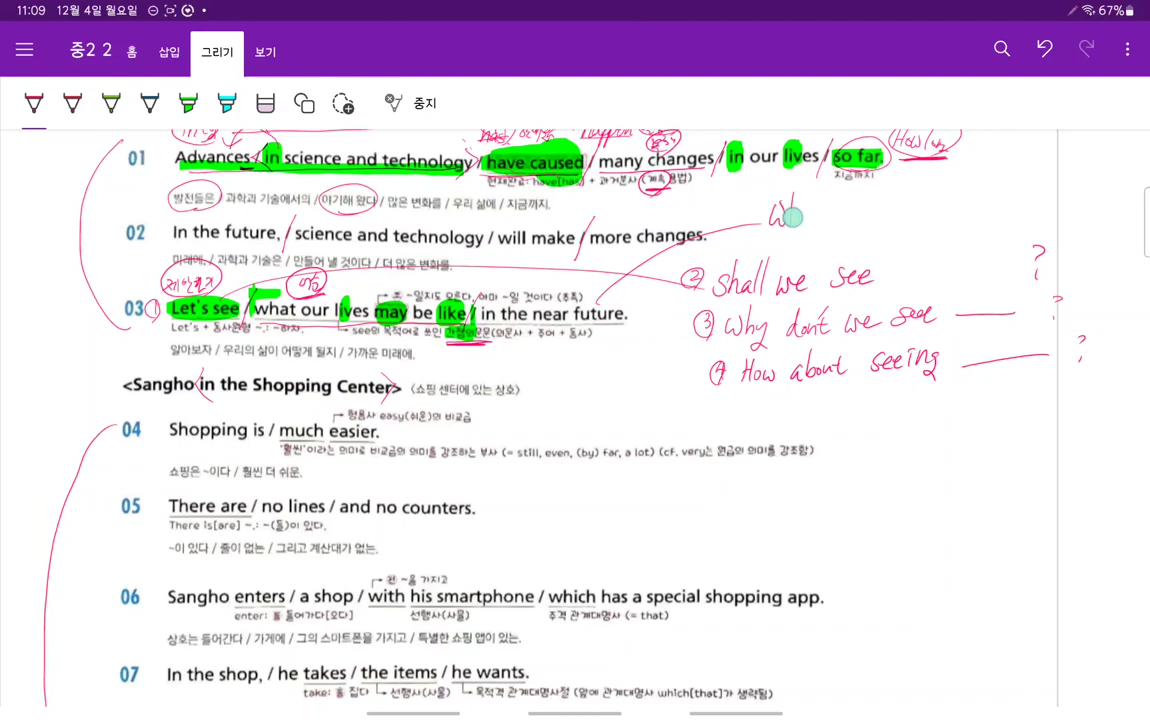 11:09 12월 4일 월요일 67%
중2 2 홈 삽입 그리기 보기
중지
01 Advances / in science and technology / have caused / many changes / in our lives / so far. How/
현재완료: have[has] + 과거분사 (계속 용법) 지금까지
발전들은 / 과학과 기술에서의 / 야기해 왔다 / 많은 변화를 / 우리 삶에 / 지금까지.
02 In the future, / science and technology / will make / more changes.
미래에, / 과학과 기술은 / 만들어 낼 것이다 / 더 많은 변화를.
② Shall we see ?
조 ~일지도 모른다, 아마 ~일 것이다 (추측)
03 ① Let's see / what our lives may be like / in the near future.
③ Why don't we see ?
Let's + 동사원형 ~.: ~하자. see의 목적어로 쓰인 간접의문문(의문사 + 주어 + 동사)
알아보자 / 우리의 삶이 어떻게 될지 / 가까운 미래에.
④ How about seeing ?
<Sangho in the Shopping Center> <쇼핑 센터에 있는 상호>
형용사 easy(쉬운)의 비교급
04 Shopping is / much easier.
'훨씬'이라는 의미로 비교급의 의미를 강조하는 부사 (= still, even, (by) far, a lot) (cf. very는 원급의 의미를 강조함)
쇼핑은 ~이다 / 훨씬 더 쉬운.
05 There are / no lines / and no counters.
There is[are] ~.: ~(들)이 있다.
~이 있다 / 줄이 없는 / 그리고 계산대가 없는.
전 ~을 가지고
06 Sangho enters / a shop / with his smartphone / which has a special shopping app.
enter: 동 들어가다[오다] 선행사(사물) 주격 관계대명사 (= that)
상호는 들어간다 / 가게에 / 그의 스마트폰을 가지고 / 특별한 쇼핑 앱이 있는.
07 In the shop, / he takes / the items / he wants.
take: 동 집다 선행사(사물) 목적격 관계대명사절 (앞에 관계대명사 which[that]가 생략됨)